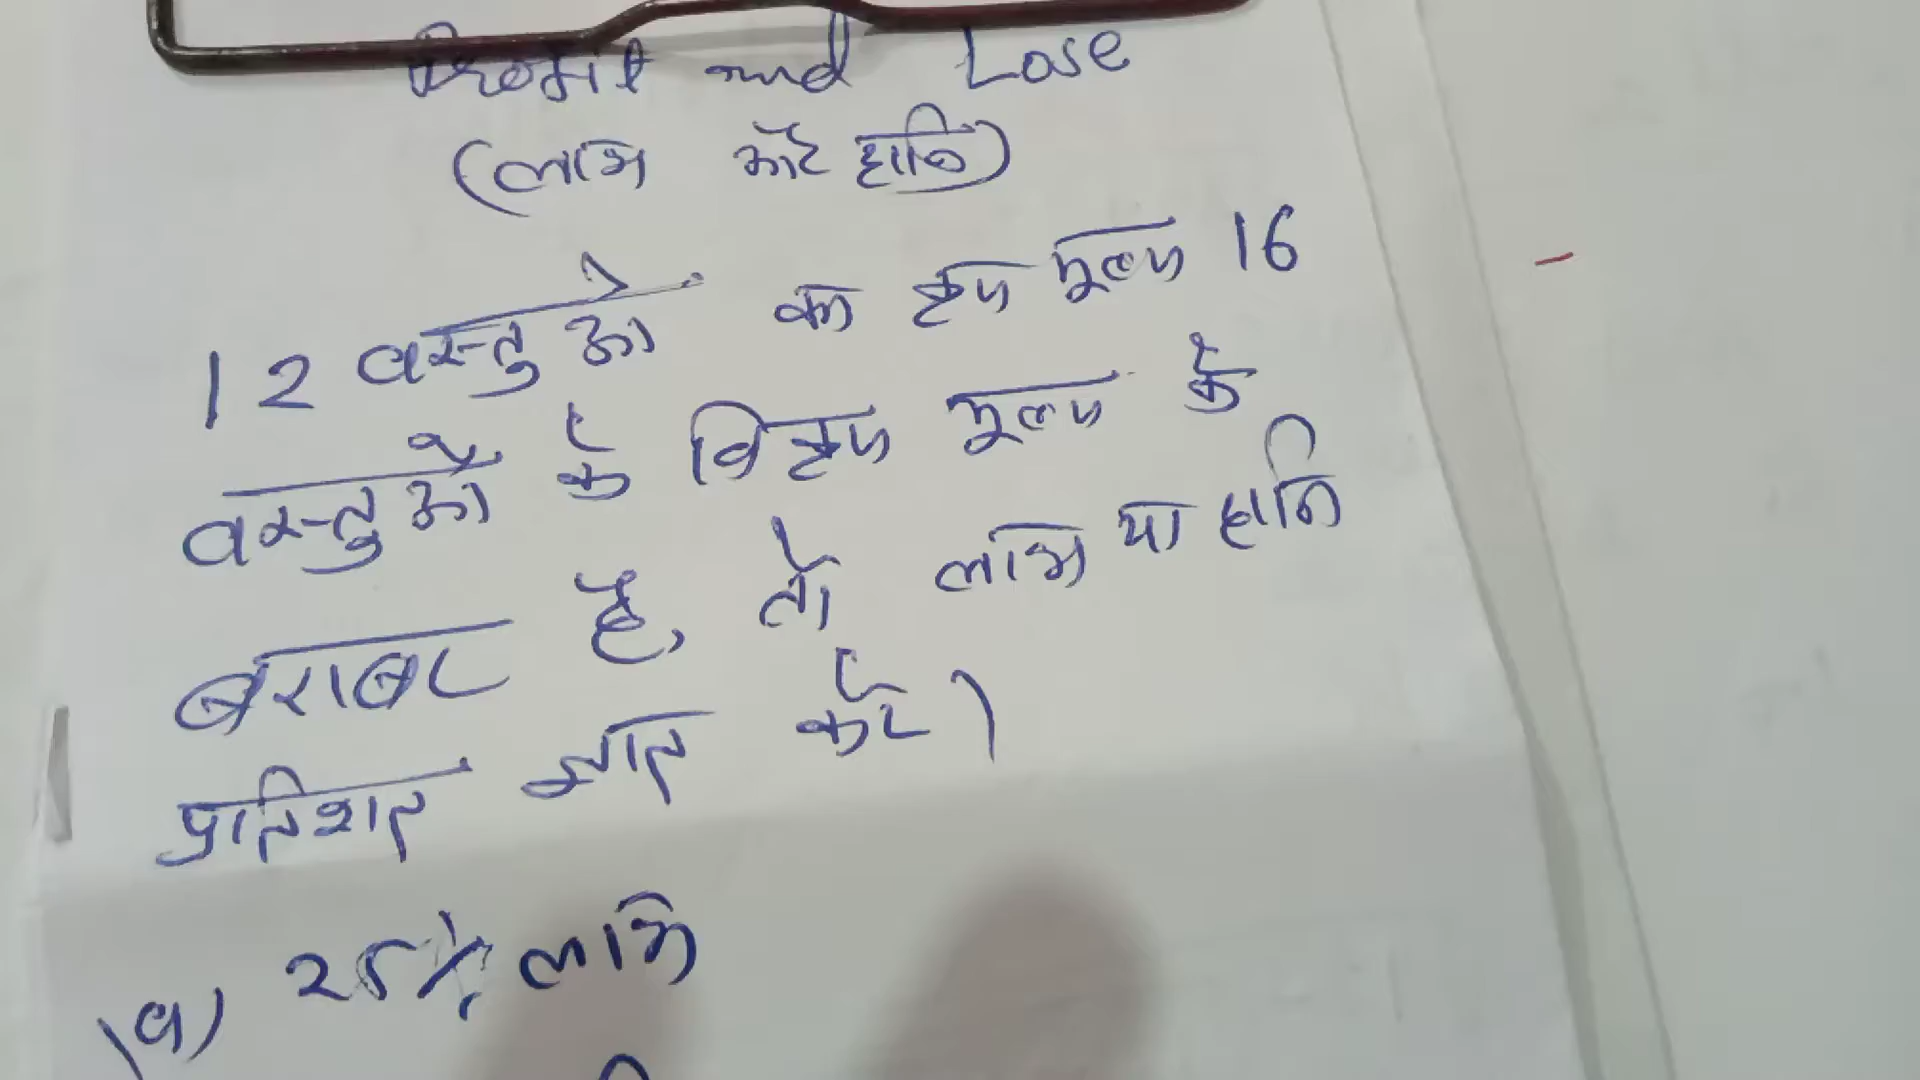 Profit and Lose
(लाभ और हानि)
12 वस्तुओं का क्रय मूल्य 16
वस्तुओं के विक्रय मूल्य के
बराबर है, तो लाभ या हानि
प्रतिशत ज्ञात करें।
(a) 25% लाभ